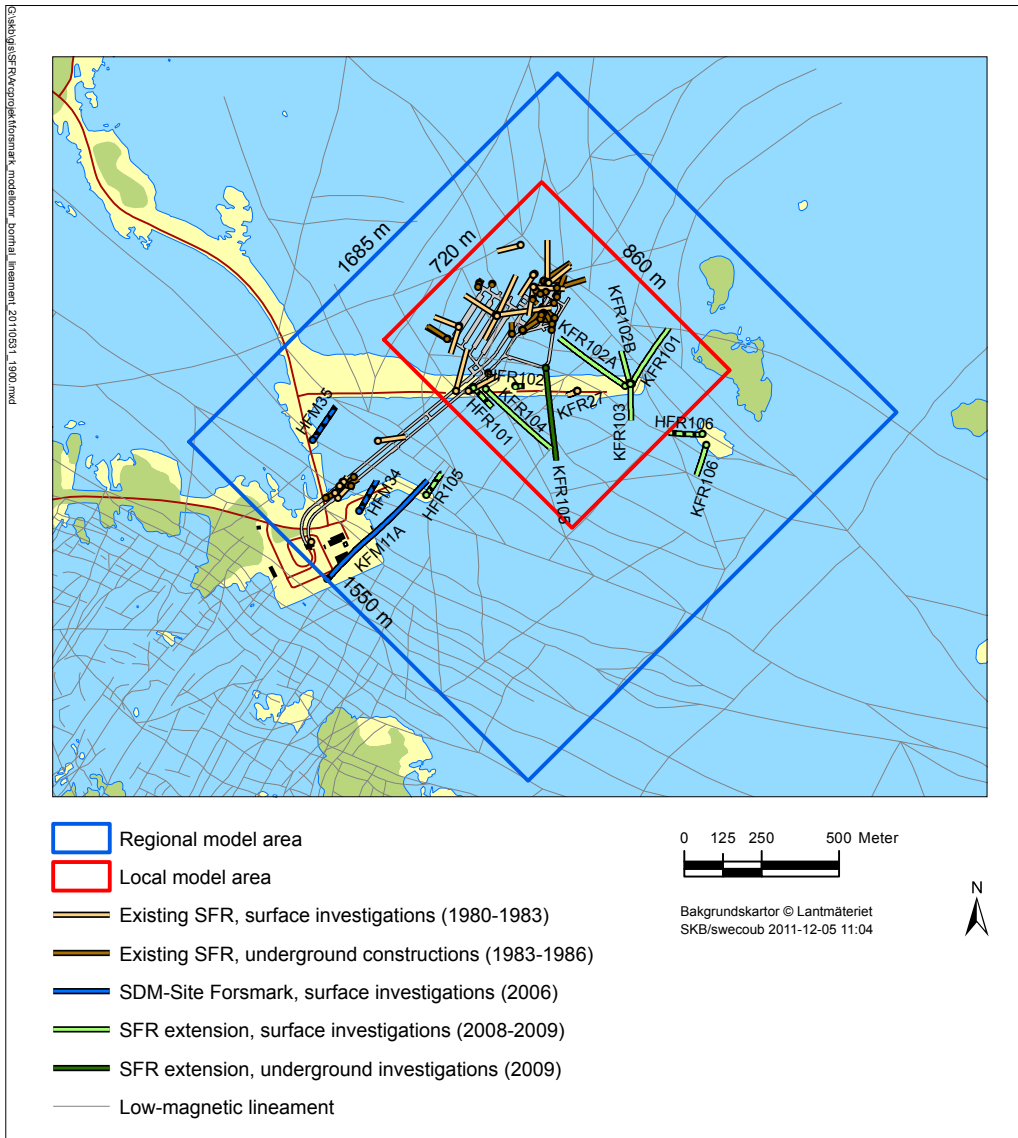 G:\skb\gis\SFR\Arcprojekt\forsmark_modellomr_borrhal_lineament_20110531_1900.mxd
1685 m
720 m
860 m
KFR102B
KFR102A
KFR101
HFR102
KFR27
KFR104
HFR101
KFR103
HFR106
KFR106
KFR105
HFM35
HFM34
HFR105
KFM11A
1550 m
Regional model area
Local model area
Existing SFR, surface investigations (1980-1983)
Existing SFR, underground constructions (1983-1986)
SDM-Site Forsmark, surface investigations (2006)
SFR extension, surface investigations (2008-2009)
SFR extension, underground investigations (2009)
Low-magnetic lineament
0 125 250 500 Meter
Bakgrundskartor © Lantmäteriet
SKB/swecoub 2011-12-05 11:04
N